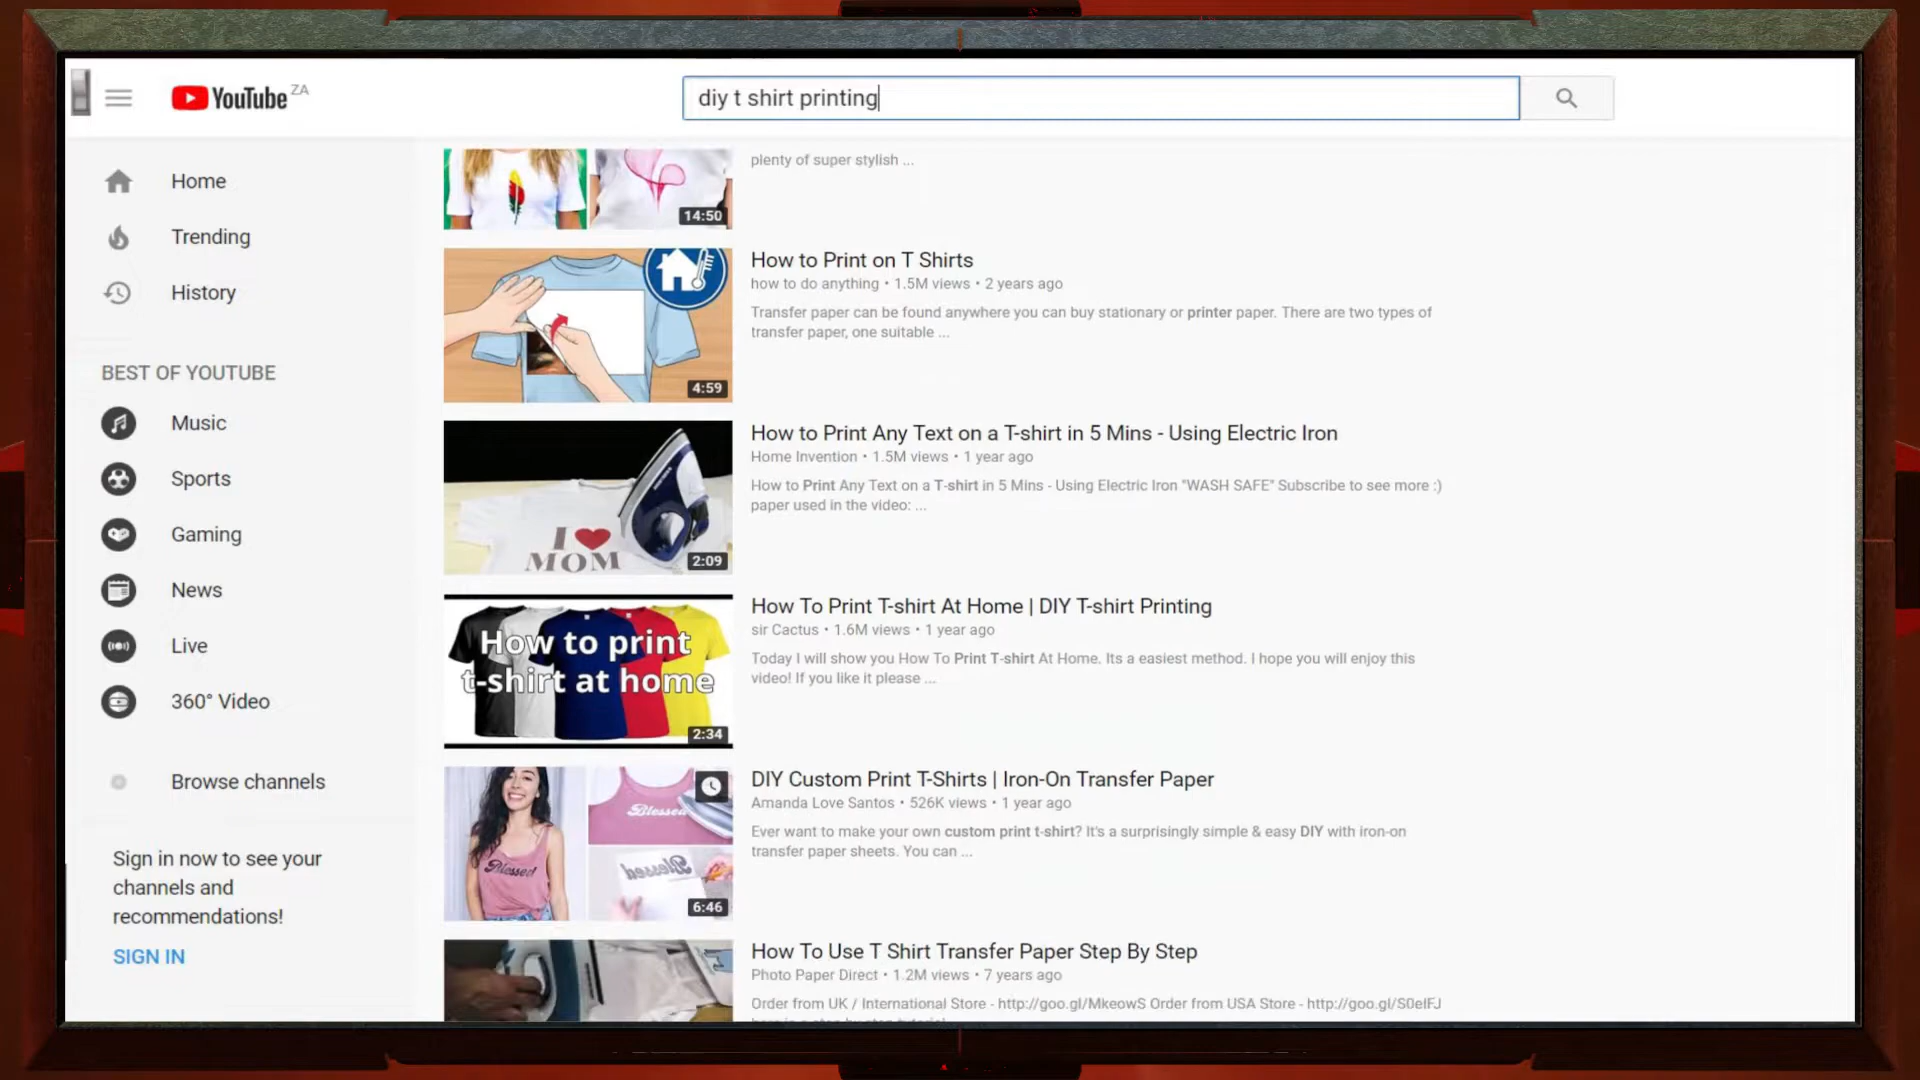 YouTube ZA
diy t shirt printing
Home
Trending
History
BEST OF YOUTUBE
Music
Sports
Gaming
News
Live
360° Video
Browse channels
Sign in now to see your
channels and
recommendations!
SIGN IN
plenty of super stylish ...
14:50
How to Print on T Shirts
how to do anything • 1.5M views • 2 years ago
Transfer paper can be found anywhere you can buy stationary or printer paper. There are two types of
transfer paper, one suitable ...
4:59
How to Print Any Text on a T-shirt in 5 Mins - Using Electric Iron
Home Invention • 1.5M views • 1 year ago
How to Print Any Text on a T-shirt in 5 Mins - Using Electric Iron "WASH SAFE" Subscribe to see more :)
paper used in the video: ...
I
MOM
2:09
How To Print T-shirt At Home | DIY T-shirt Printing
sir Cactus • 1.6M views • 1 year ago
Today I will show you How To Print T-shirt At Home. Its a easiest method. I hope you will enjoy this
video! If you like it please ...
How to print
t-shirt at home
2:34
DIY Custom Print T-Shirts | Iron-On Transfer Paper
Amanda Love Santos • 526K views • 1 year ago
Ever want to make your own custom print t-shirt? It's a surprisingly simple & easy DIY with iron-on
transfer paper sheets. You can ...
Blessed
Blessed
Blessed
6:46
How To Use T Shirt Transfer Paper Step By Step
Photo Paper Direct • 1.2M views • 7 years ago
Order from UK / International Store - http://goo.gl/MkeowS Order from USA Store - http://goo.gl/S0eIFJ